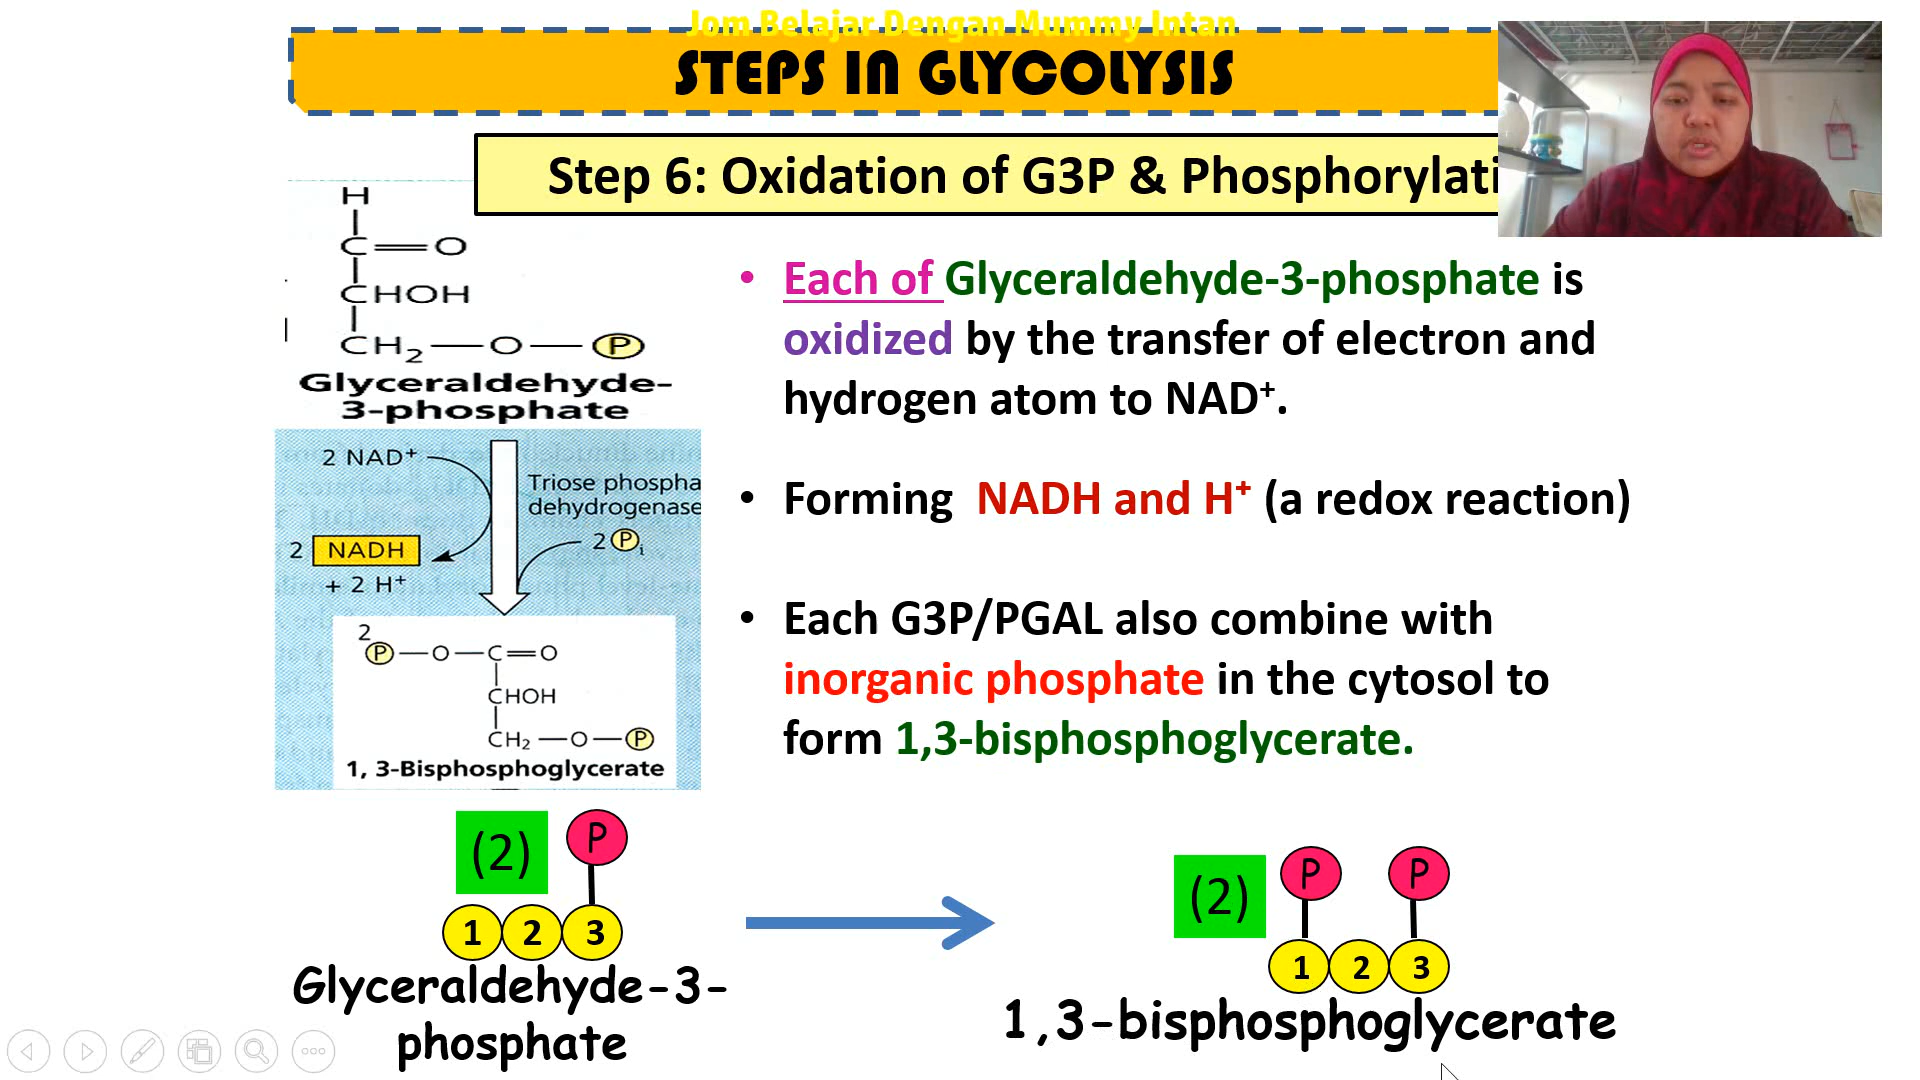 Jom Belajar Dengan Mummy Intan
STEPS IN GLYCOLYSIS
Step 6: Oxidation of G3P & Phosphorylati
H
C=O
CHOH
CH₂—O—P
Glyceraldehyde-
3-phosphate
2 NAD⁺
Triose phospha
dehydrogenase
2 Pi
2 NADH
+ 2 H⁺
2
P—O—C=O
CHOH
CH₂—O—P
1, 3-Bisphosphoglycerate
• Each of Glyceraldehyde-3-phosphate is
oxidized by the transfer of electron and
hydrogen atom to NAD⁺.
• Forming NADH and H⁺ (a redox reaction)
• Each G3P/PGAL also combine with
inorganic phosphate in the cytosol to
form 1,3-bisphosphoglycerate.
(2) P
1 2 3
Glyceraldehyde-3-
phosphate
(2) P P
1 2 3
1,3-bisphosphoglycerate